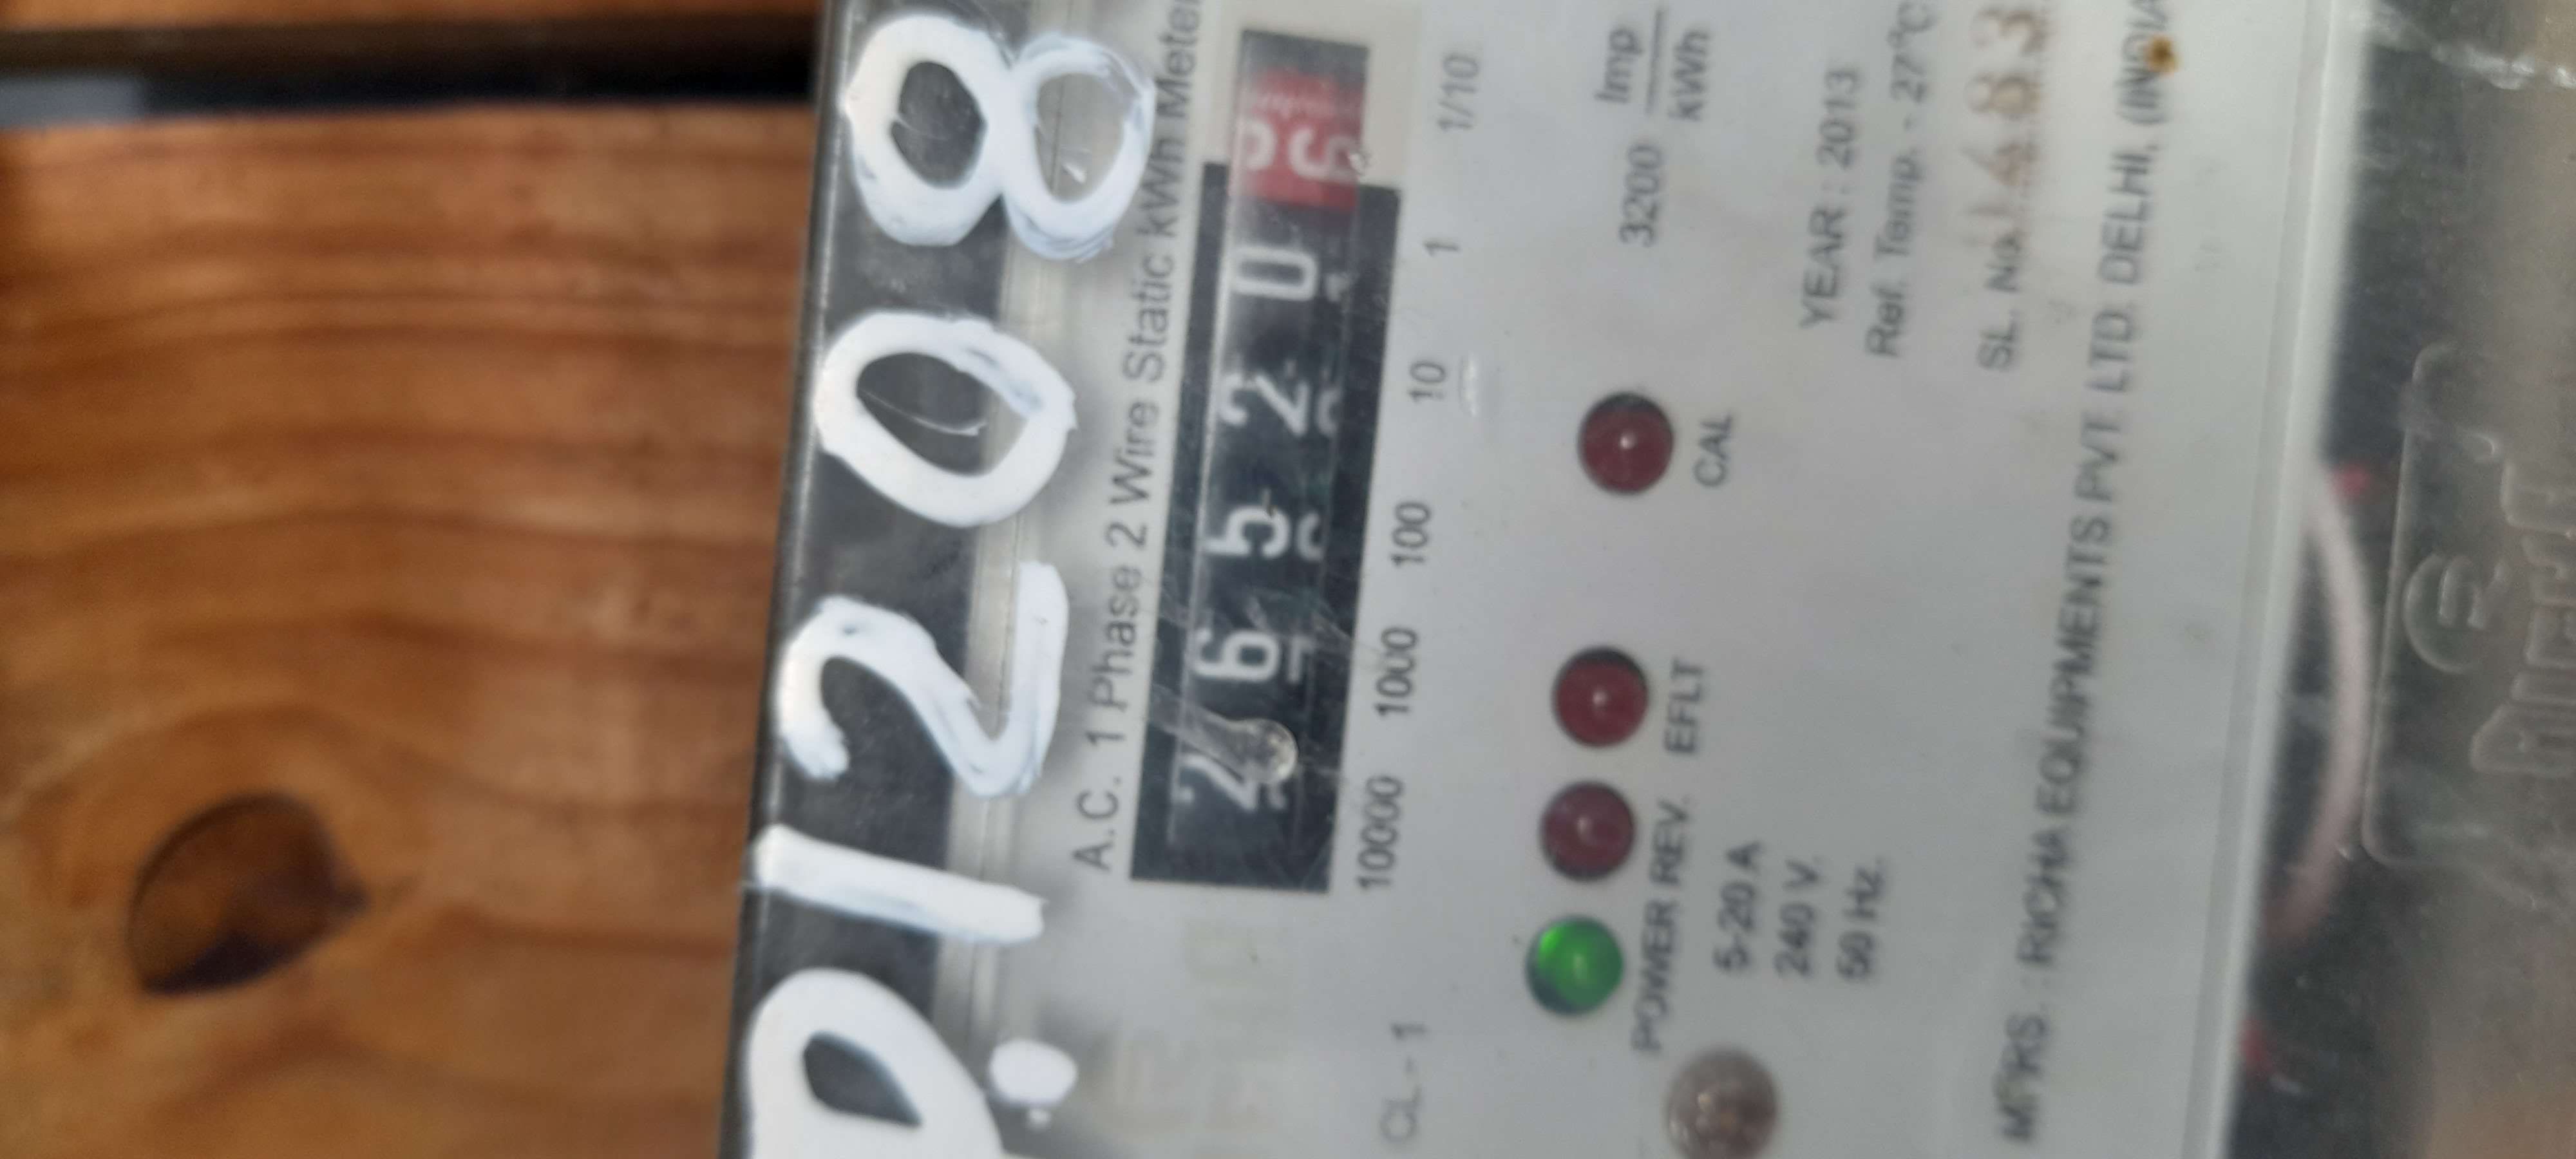 P.1208
A.C. 1 Phase 2 Wire Static kWh Meter
6520
10000 1000 100 10 1 1/10
CL - 1
3200 Imp
kWh
CAL
POWER REV. EFLT
5-20 A
240 V.
50 Hz.
YEAR : 2013
Ref. Temp. - 27°C
SL. No.
MFRS. : RICHA EQUIPMENTS PVT. LTD. DELHI, (INDIA